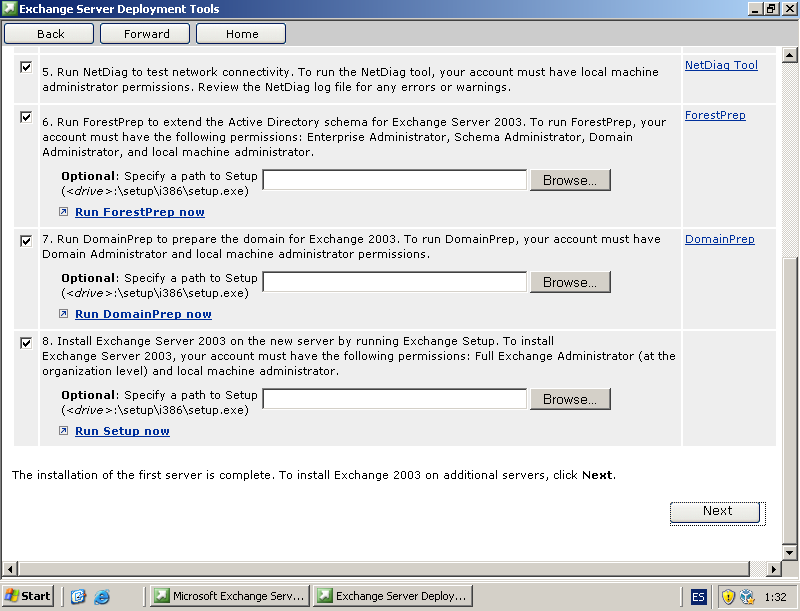 Exchange Server Deployment Tools
Back
Forward
Home
5. Run NetDiag to test network connectivity. To run the NetDiag tool, your account must have local machine
administrator permissions. Review the NetDiag log file for any errors or warnings.
NetDiag Tool
6. Run ForestPrep to extend the Active Directory schema for Exchange Server 2003. To run ForestPrep, your
account must have the following permissions: Enterprise Administrator, Schema Administrator, Domain
Administrator, and local machine administrator.
ForestPrep
Optional: Specify a path to Setup
(<drive>:\setup\i386\setup.exe)
Browse...
Run ForestPrep now
7. Run DomainPrep to prepare the domain for Exchange 2003. To run DomainPrep, your account must have
Domain Administrator and local machine administrator permissions.
DomainPrep
Optional: Specify a path to Setup
(<drive>:\setup\i386\setup.exe)
Browse...
Run DomainPrep now
8. Install Exchange Server 2003 on the new server by running Exchange Setup. To install
Exchange Server 2003, your account must have the following permissions: Full Exchange Administrator (at the
organization level) and local machine administrator.
Optional: Specify a path to Setup
(<drive>:\setup\i386\setup.exe)
Browse...
Run Setup now
The installation of the first server is complete. To install Exchange 2003 on additional servers, click Next.
Next
Start
Microsoft Exchange Serv...
Exchange Server Deploy...
ES
1:32